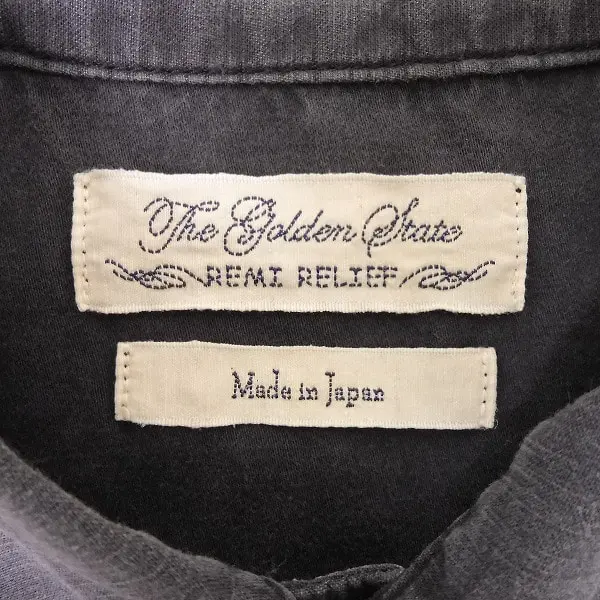 The Golden State
REMI RELIEF
Made in Japan